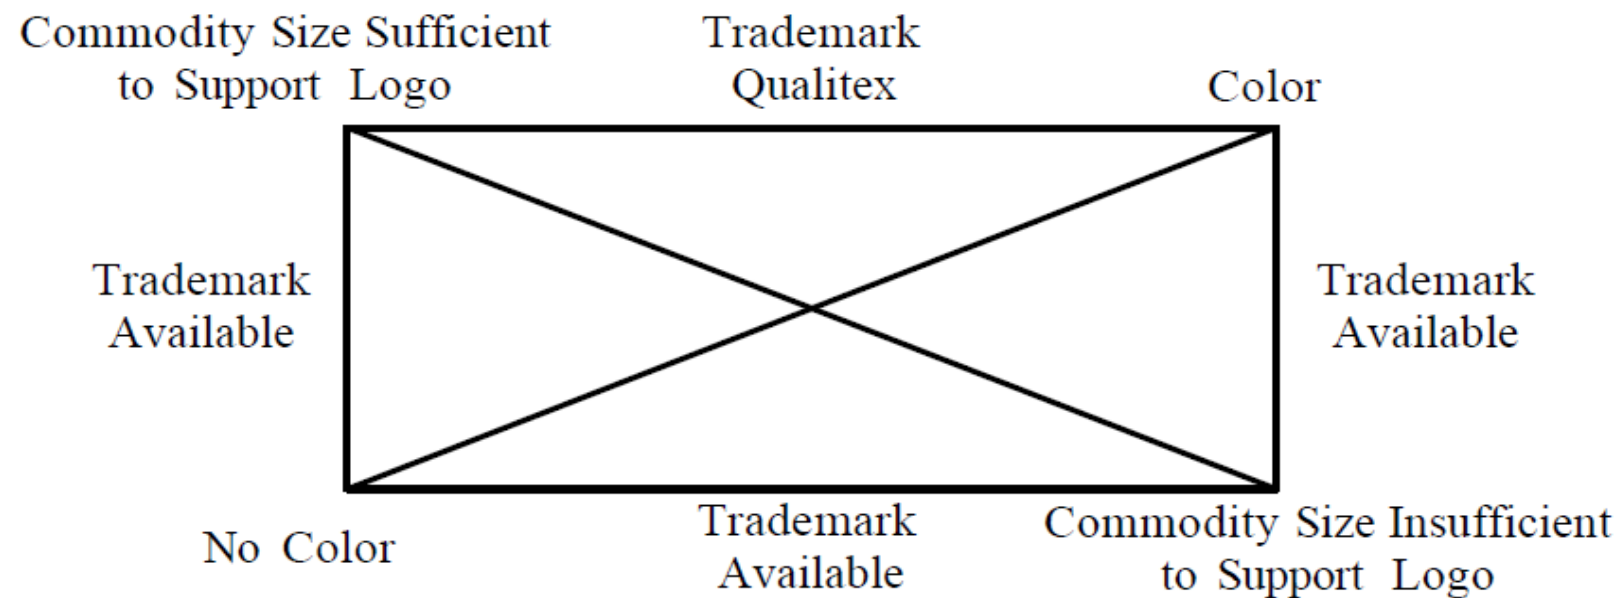 Commodity Size Sufficient
to Support Logo
Trademark
Qualitex
Color
Trademark
Available
Trademark
Available
No Color
Trademark
Available
Commodity Size Insufficient
to Support Logo